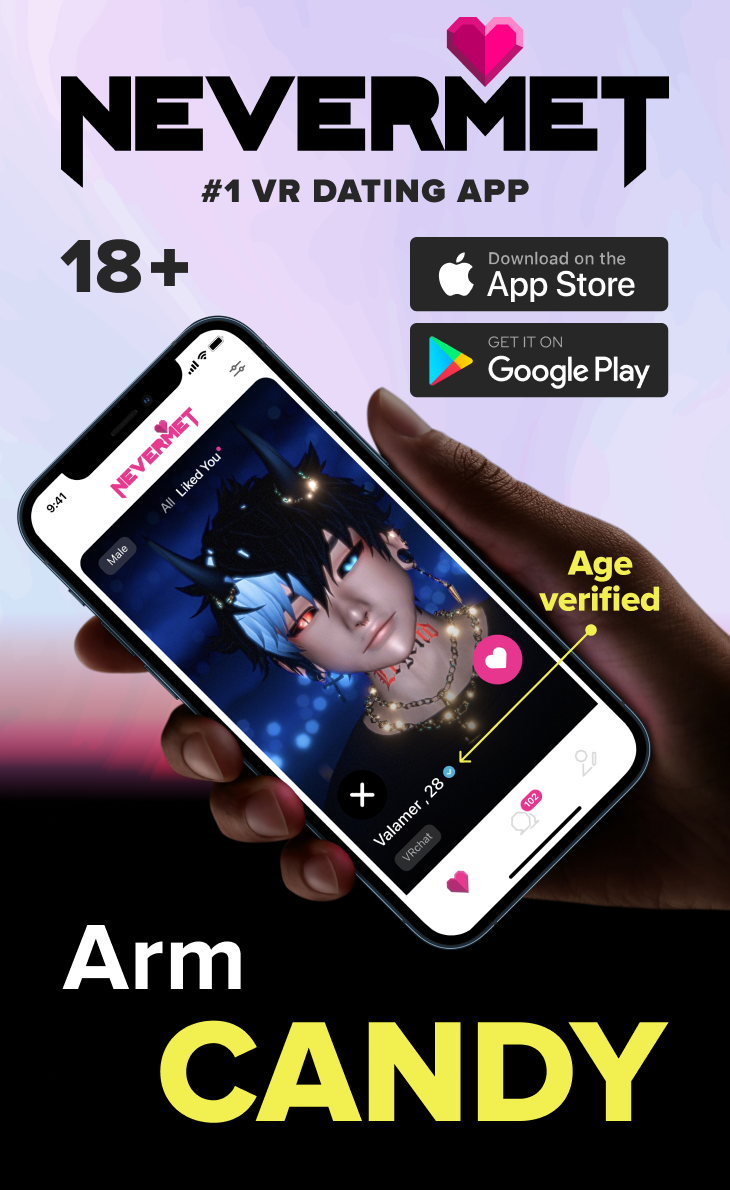 NEVERMET
#1 VR DATING APP
18+
Download on the
App Store
GET IT ON
Google Play
9:41
NEVERMET
All Liked You
Male
Age
verified
Valamer , 28
VRchat
102
Arm
CANDY